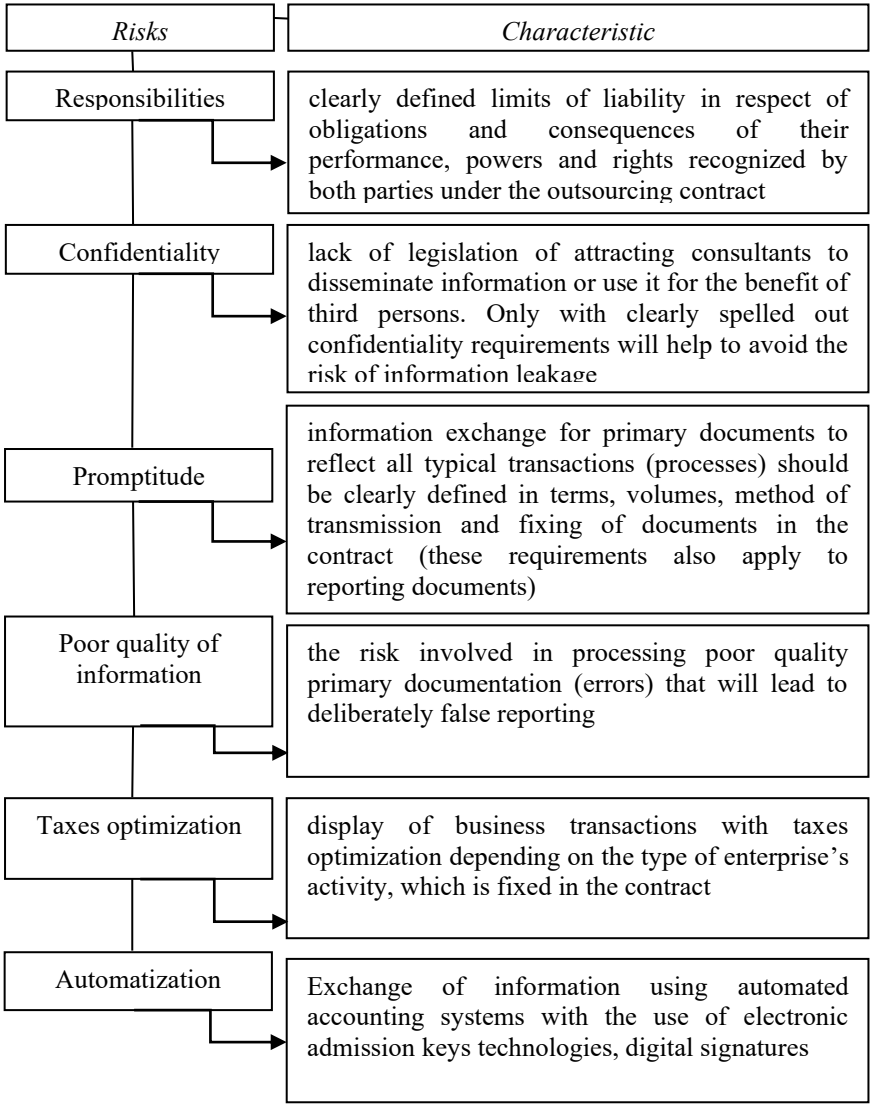 Risks
Characteristic
Responsibilities
clearly defined limits of liability in respect of
obligations and consequences of their
performance, powers and rights recognized by
both parties under the outsourcing contract
Confidentiality
lack of legislation of attracting consultants to
disseminate information or use it for the benefit of
third persons. Only with clearly spelled out
confidentiality requirements will help to avoid the
risk of information leakage
Promptitude
information exchange for primary documents to
reflect all typical transactions (processes) should
be clearly defined in terms, volumes, method of
transmission and fixing of documents in the
contract (these requirements also apply to
reporting documents)
Poor quality of
information
the risk involved in processing poor quality
primary documentation (errors) that will lead to
deliberately false reporting
Taxes optimization
display of business transactions with taxes
optimization depending on the type of enterprise’s
activity, which is fixed in the contract
Automatization
Exchange of information using automated
accounting systems with the use of electronic
admission keys technologies, digital signatures